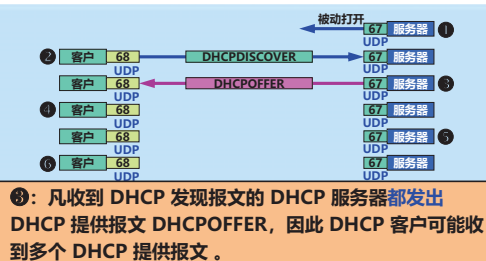 被动打开
67 服务器 ❶
UDP
❷ 客户 68 DHCPDISCOVER 67 服务器
UDP UDP
客户 68 DHCPOFFER 67 服务器 ❸
UDP UDP
❹ 客户 68 67 服务器
UDP UDP
客户 68 67 服务器 ❺
UDP UDP
❻ 客户 68 67 服务器
UDP UDP
❸：凡收到 DHCP 发现报文的 DHCP 服务器都发出
DHCP 提供报文 DHCPOFFER，因此 DHCP 客户可能收
到多个 DHCP 提供报文 。